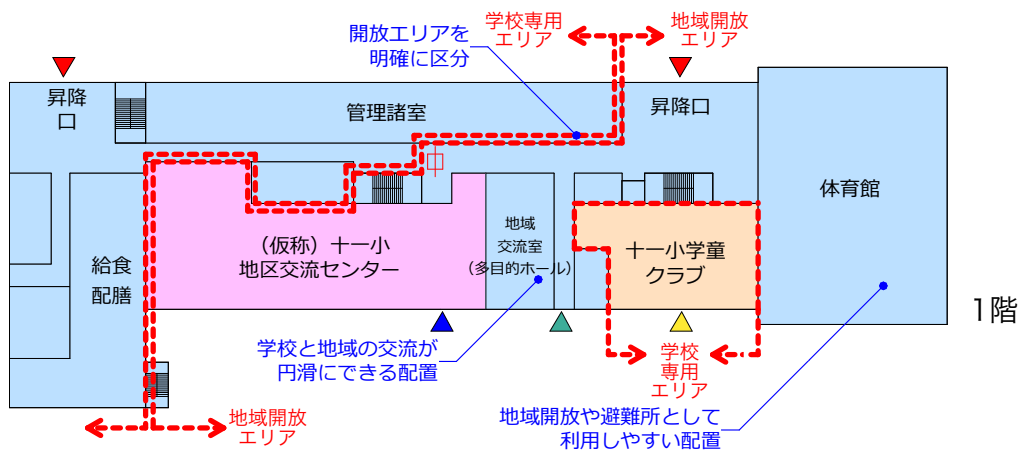 開放エリアを
明確に区分
学校専用
エリア
地域開放
エリア
昇降
口
管理諸室
昇降口
体育館
地域
交流室
(多目的ホール)
(仮称)十一小
地区交流センター
十一小学童
クラブ
給食
配膳
1階
学校と地域の交流が
円滑にできる配置
学校
専用
エリア
地域開放
エリア
地域開放や避難所として
利用しやすい配置